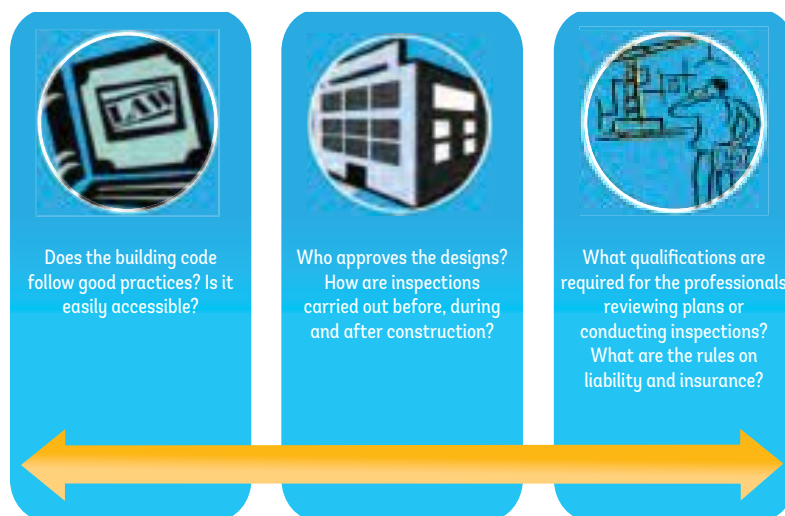 LAW
Does the building code
follow good practices? Is it
easily accessible?
Who approves the designs?
How are inspections
carried out before, during
and after construction?
What qualifications are
required for the professionals
reviewing plans or
conducting inspections?
What are the rules on
liability and insurance?